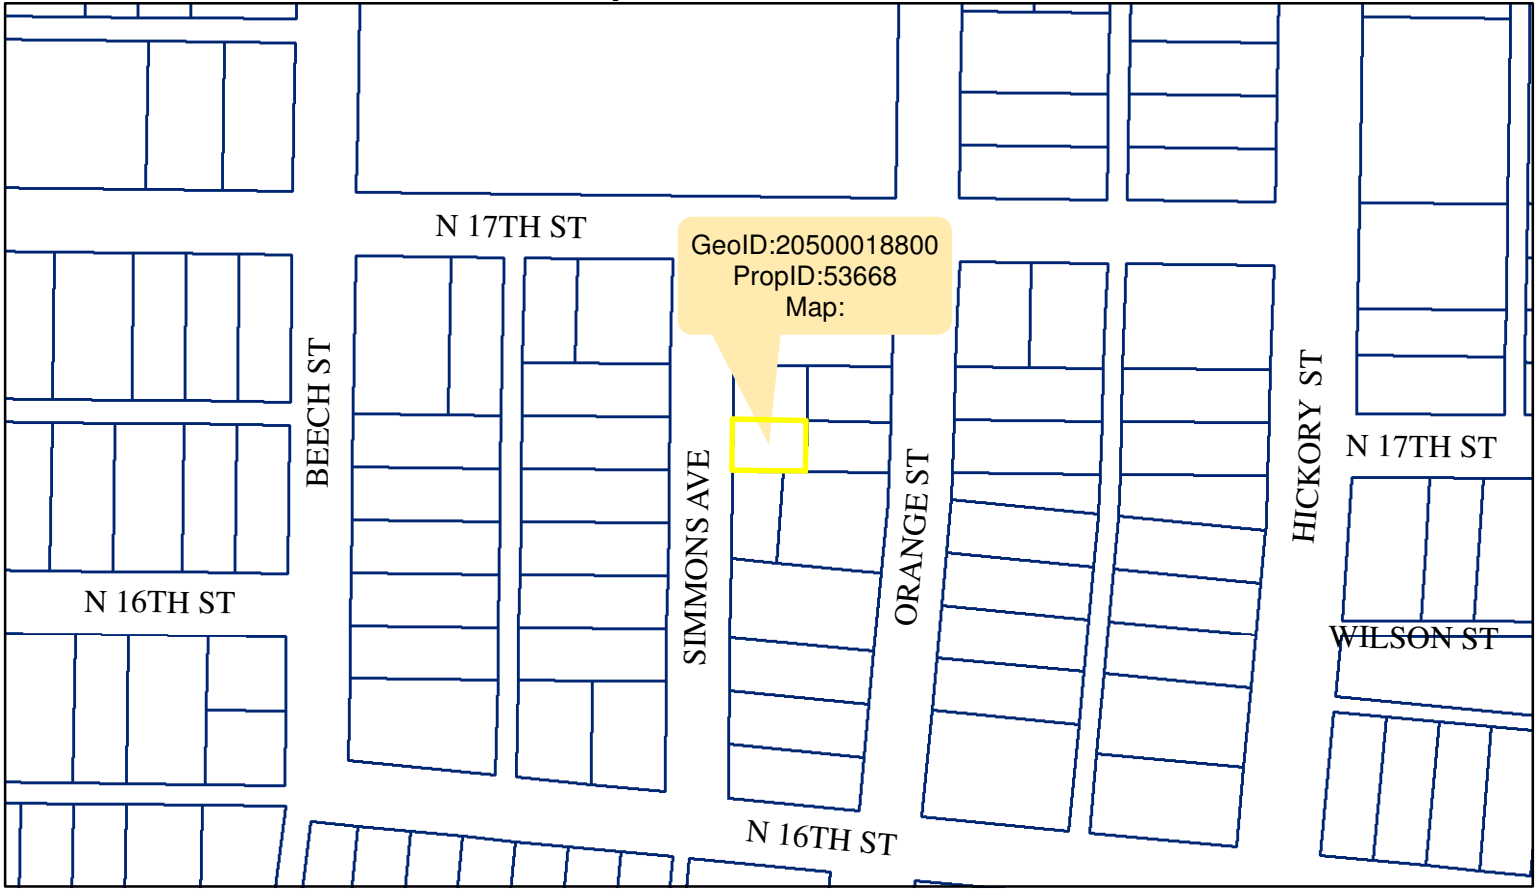 N 17TH ST
GeoID:20500018800
PropID:53668
Map:
BEECH ST
HICKORY ST
N 17TH ST
SIMMONS AVE
ORANGE ST
N 16TH ST
WILSON ST
N 16TH ST